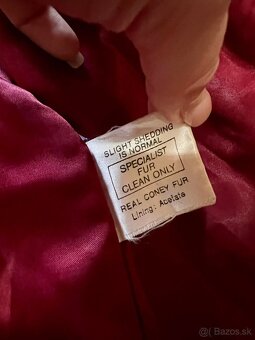 SLIGHT SHEDDING
IS NORMAL
SPECIALIST
FUR
CLEAN ONLY
REAL CONEY FUR
Lining: Acetate
@bazos.sk